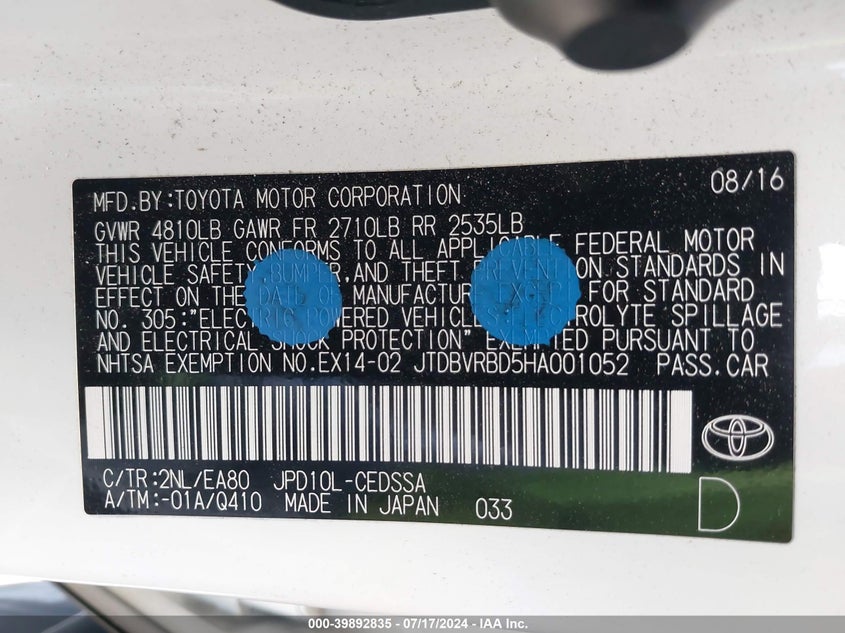 08/16
MFD.BY:TOYOTA MOTOR CORPORATION
GVWR 4810LB GAWR FR 2710LB RR 2535LB
THIS VEHICLE CONFORMS TO ALL APPLICABLE FEDERAL MOTOR
VEHICLE SAFETY, BUMPER, AND THEFT PREVENTION STANDARDS IN
EFFECT ON THE DATE OF MANUFACTURE EXCEPT FOR STANDARD
NO. 305:"ELECTRIC POWERED VEHICLES: ELECTROLYTE SPILLAGE
AND ELECTRICAL SHOCK PROTECTION" EXEMPTED PURSUANT TO
NHTSA EXEMPTION NO.EX14-02 JTDBVRBD5HA001052 PASS.CAR
C/TR:2NL/EA80 JPD10L-CEDSSA
A/TM:-01A/Q410 MADE IN JAPAN 033
D
000-39892835 - 07/17/2024 - IAA Inc.